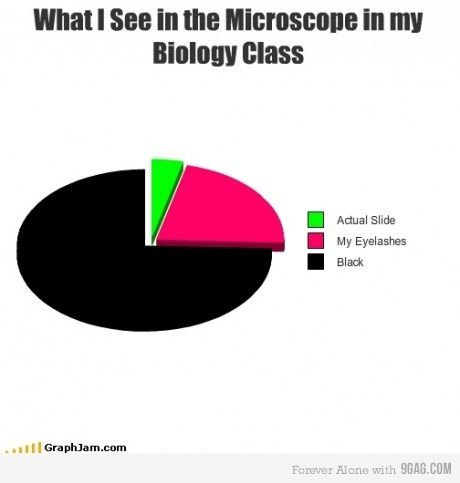 What I See in the Microscope in my
Biology Class
Actual Slide
My Eyelashes
Black
GraphJam.com
Forever Alone with 9GAG.COM